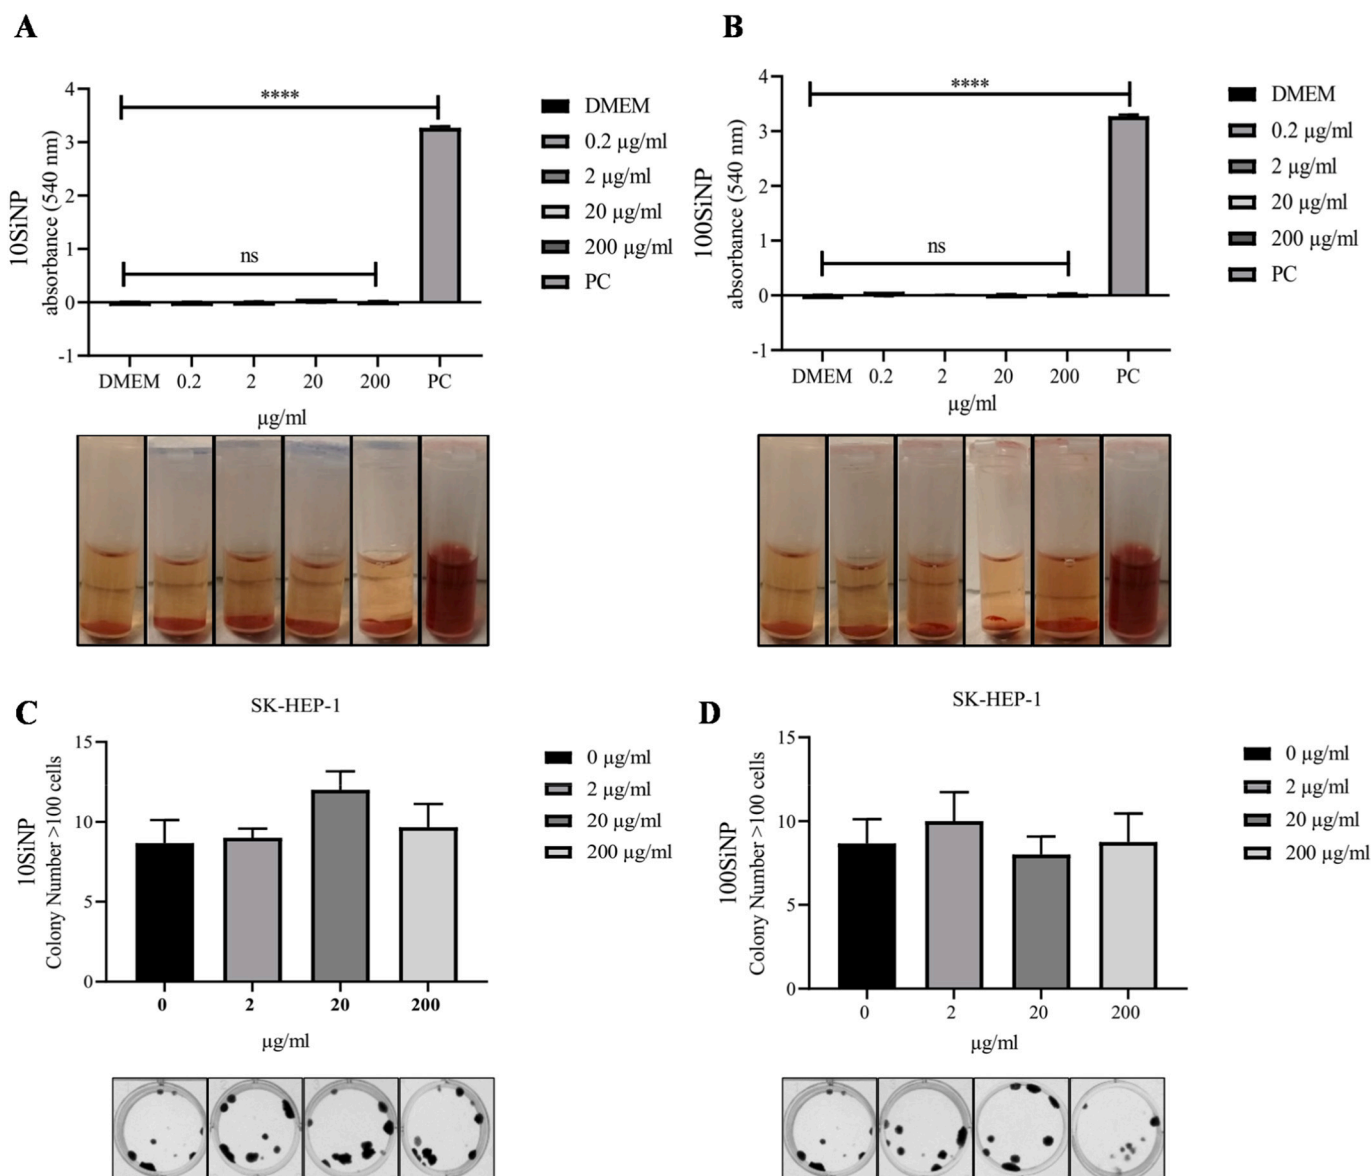 A
10SiNP
absorbance (540 nm)
4
3
2
1
0
-1
****
ns
DMEM 0.2 2 20 200 PC
µg/ml
DMEM
0.2 µg/ml
2 µg/ml
20 µg/ml
200 µg/ml
PC
B
100SiNP
absorbance (540 nm)
4
3
2
1
0
-1
****
ns
DMEM 0.2 2 20 200 PC
µg/ml
DMEM
0.2 µg/ml
2 µg/ml
20 µg/ml
200 µg/ml
PC
C
SK-HEP-1
10SiNP
Colony Number >100 cells
15
10
5
0
0 2 20 200
µg/ml
0 µg/ml
2 µg/ml
20 µg/ml
200 µg/ml
D
SK-HEP-1
100SiNP
Colony Number >100 cells
15
10
5
0
0 2 20 200
µg/ml
0 µg/ml
2 µg/ml
20 µg/ml
200 µg/ml